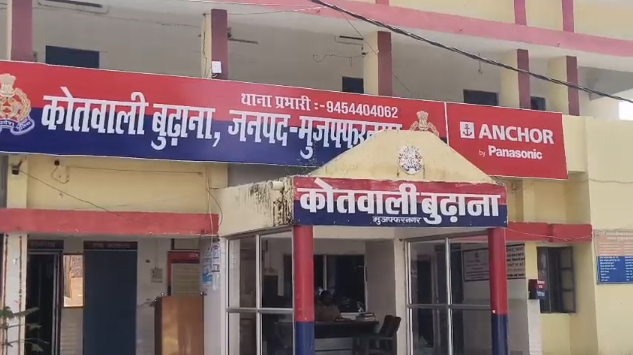 थाना प्रभारी :-9454404062
कोतवाली बुढ़ाना, जनपद-मुजफ्फरनगर
ANCHOR
by Panasonic
कोतवाली बुढ़ाना
मुजफ्फरनगर